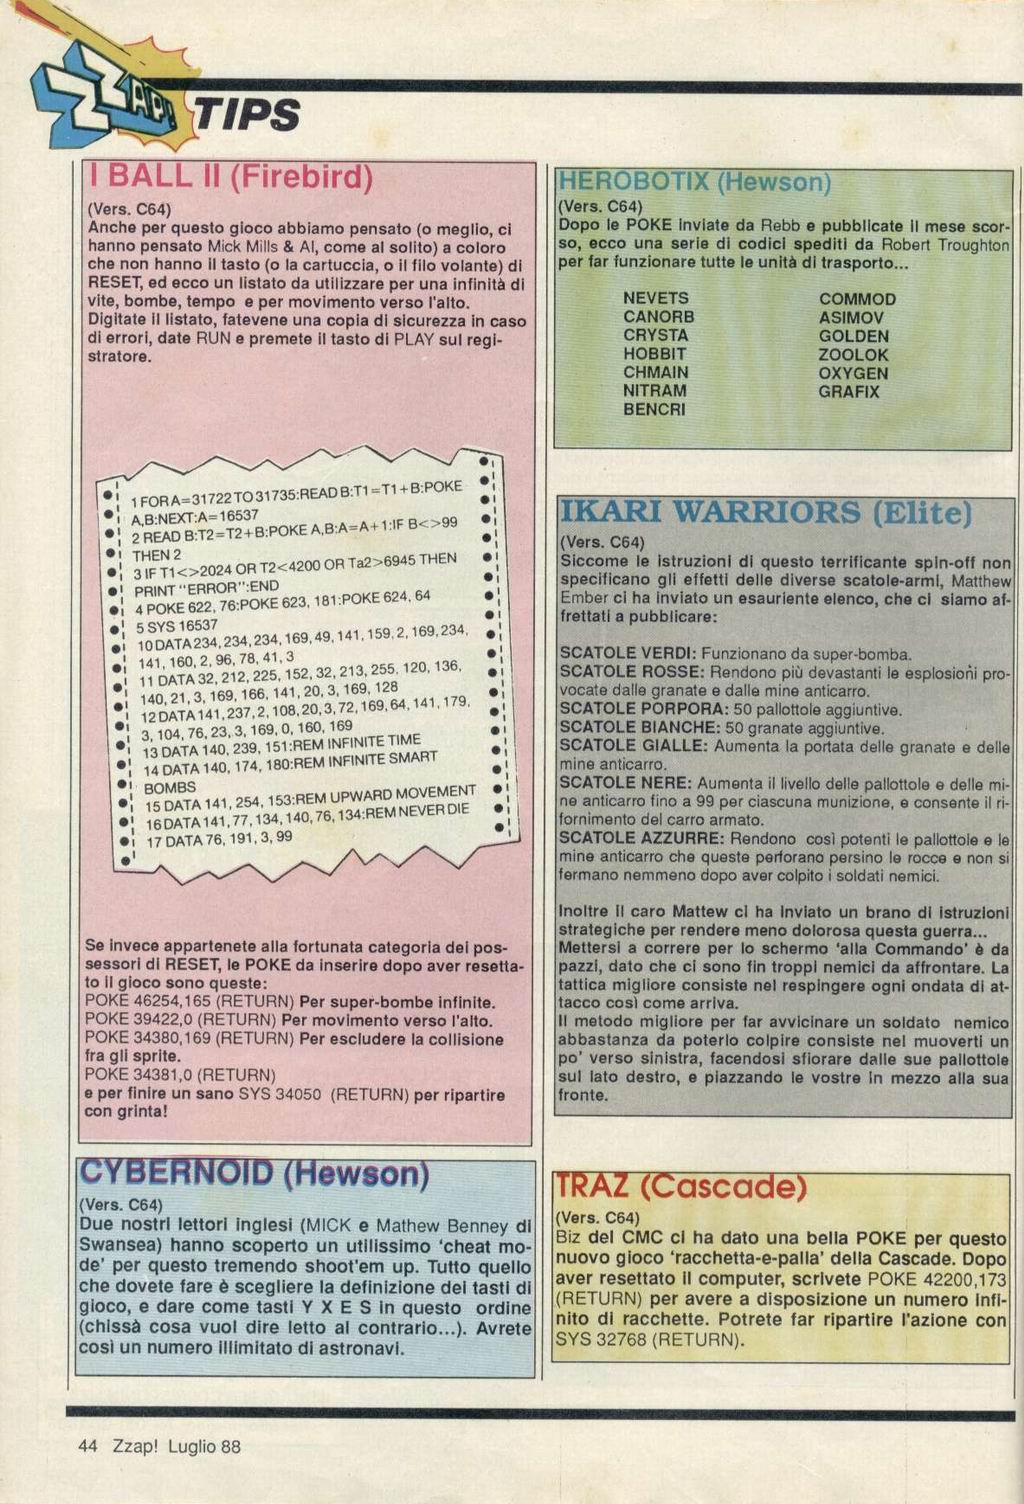 ZZAP! TIPS
I BALL II (Firebird)
(Vers. C64)
Anche per questo gioco abbiamo pensato (o meglio, ci
hanno pensato Mick Mills & Al, come al solito) a coloro
che non hanno il tasto (o la cartuccia, o il filo volante) di
RESET, ed ecco un listato da utilizzare per una infinità di
vite, bombe, tempo e per movimento verso l'alto.
Digitate il listato, fatevene una copia di sicurezza in caso
di errori, date RUN e premete il tasto di PLAY sul regi-
stratore.
1 FOR A=31722 TO 31735:READ B:T1=T1+B:POKE
A,B:NEXT:A=16537
2 READ B:T2=T2+B:POKE A,B:A=A+1:IF B<>99
THEN 2
3 IF T1<>2024 OR T2<4200 OR Ta2>6945 THEN
PRINT "ERROR":END
4 POKE 622, 76:POKE 623, 181:POKE 624, 64
5 SYS 16537
10 DATA 234, 234, 234, 169, 49, 141, 159, 2, 169, 234,
141, 160, 2, 96, 78, 41, 3
11 DATA 32, 212, 225, 152, 32, 213, 255, 120, 136,
140, 21, 3, 169, 166, 141, 20, 3, 169, 128
12 DATA 141, 237, 2, 108, 20, 3, 72, 169, 64, 141, 179,
3, 104, 76, 23, 3, 169, 0, 160, 169
13 DATA 140, 239, 151:REM INFINITE TIME
14 DATA 140, 174, 180:REM INFINITE SMART
BOMBS
15 DATA 141, 254, 153:REM UPWARD MOVEMENT
16 DATA 141, 77, 134, 140, 76, 134:REM NEVER DIE
17 DATA 76, 191, 3, 99
Se invece appartenete alla fortunata categoria dei pos-
sessori di RESET, le POKE da inserire dopo aver resetta-
to il gioco sono queste:
POKE 46254,165 (RETURN) Per super-bombe infinite.
POKE 39422,0 (RETURN) Per movimento verso l'alto.
POKE 34380,169 (RETURN) Per escludere la collisione
fra gli sprite.
POKE 34381,0 (RETURN)
e per finire un sano SYS 34050 (RETURN) per ripartire
con grinta!
CYBERNOID (Hewson)
(Vers. C64)
Due nostri lettori inglesi (MICK e Mathew Benney di
Swansea) hanno scoperto un utilissimo 'cheat mo-
de' per questo tremendo shoot'em up. Tutto quello
che dovete fare è scegliere la definizione dei tasti di
gioco, e dare come tasti Y X E S in questo ordine
(chissà cosa vuol dire letto al contrario...). Avrete
così un numero illimitato di astronavi.
HEROBOTIX (Hewson)
(Vers. C64)
Dopo le POKE inviate da Rebb e pubblicate il mese scor-
so, ecco una serie di codici spediti da Robert Troughton
per far funzionare tutte le unità di trasporto...
NEVETS COMMOD
CANORB ASIMOV
CRYSTA GOLDEN
HOBBIT ZOOLOK
CHMAIN OXYGEN
NITRAM GRAFIX
BENCRI
IKARI WARRIORS (Elite)
(Vers. C64)
Siccome le istruzioni di questo terrificante spin-off non
specificano gli effetti delle diverse scatole-armi, Matthew
Ember ci ha inviato un esauriente elenco, che ci siamo af-
frettati a pubblicare:
SCATOLE VERDI: Funzionano da super-bomba.
SCATOLE ROSSE: Rendono più devastanti le esplosioni pro-
vocate dalle granate e dalle mine anticarro.
SCATOLE PORPORA: 50 pallottole aggiuntive.
SCATOLE BIANCHE: 50 granate aggiuntive.
SCATOLE GIALLE: Aumenta la portata delle granate e delle
mine anticarro.
SCATOLE NERE: Aumenta il livello delle pallottole e delle mi-
ne anticarro fino a 99 per ciascuna munizione, e consente il ri-
fornimento del carro armato.
SCATOLE AZZURRE: Rendono così potenti le pallottole e le
mine anticarro che queste perforano persino le rocce e non si
fermano nemmeno dopo aver colpito i soldati nemici.
Inoltre il caro Mattew ci ha inviato un brano di istruzioni
strategiche per rendere meno dolorosa questa guerra...
Mettersi a correre per lo schermo 'alla Commando' è da
pazzi, dato che ci sono fin troppi nemici da affrontare. La
tattica migliore consiste nel respingere ogni ondata di at-
tacco così come arriva.
Il metodo migliore per far avvicinare un soldato nemico
abbastanza da poterlo colpire consiste nel muoverti un
po' verso sinistra, facendosi sfiorare dalle sue pallottole
sul lato destro, e piazzando le vostre in mezzo alla sua
fronte.
TRAZ (Cascade)
(Vers. C64)
Biz del CMC ci ha dato una bella POKE per questo
nuovo gioco 'racchetta-e-palla' della Cascade. Dopo
aver resettato il computer, scrivete POKE 42200,173
(RETURN) per avere a disposizione un numero infi-
nito di racchette. Potrete far ripartire l'azione con
SYS 32768 (RETURN).
44 Zzap! Luglio 88